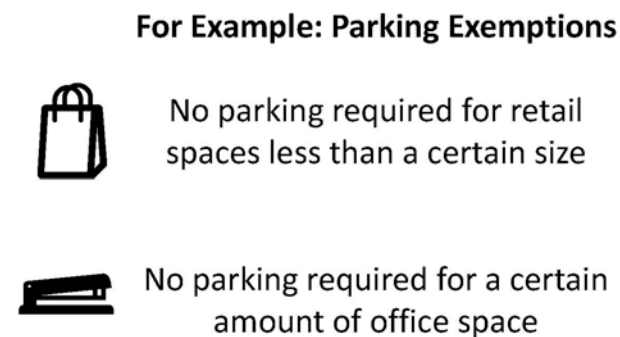 For Example: Parking Exemptions
No parking required for retail
spaces less than a certain size
No parking required for a certain
amount of office space